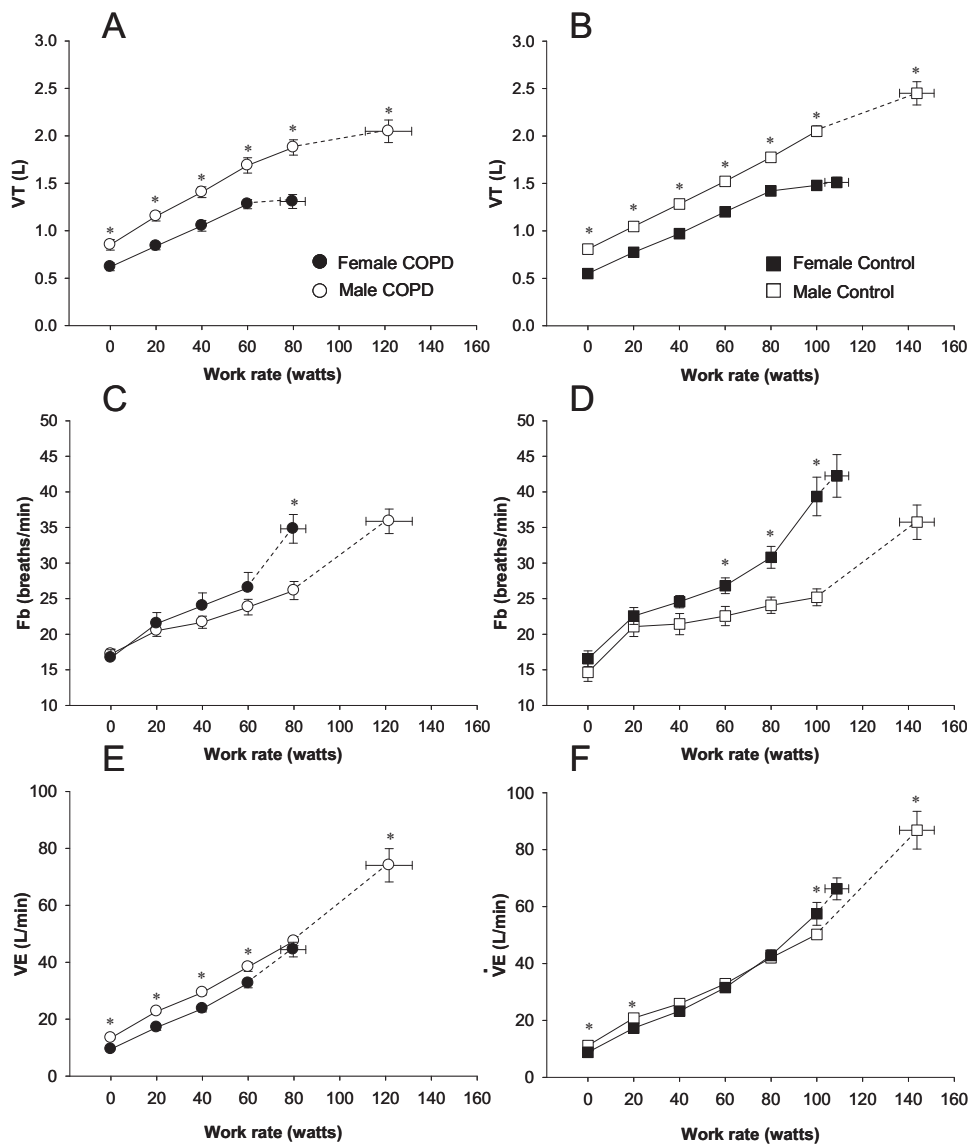 A
B
3.0
2.5
2.0
1.5
1.0
0.5
0.0
VT (L)
* * * * * *
Female COPD
Male COPD
0 20 40 60 80 100 120 140 160
Work rate (watts)
3.0
2.5
2.0
1.5
1.0
0.5
0.0
VT (L)
* * * * * * *
Female Control
Male Control
0 20 40 60 80 100 120 140 160
Work rate (watts)
C
D
50
45
40
35
30
25
20
15
10
Fb (breaths/min)
*
0 20 40 60 80 100 120 140 160
Work rate (watts)
50
45
40
35
30
25
20
15
10
Fb (breaths/min)
* * *
0 20 40 60 80 100 120 140 160
Work rate (watts)
E
F
100
80
60
40
20
0
VE (L/min)
* * * * *
0 20 40 60 80 100 120 140 160
Work rate (watts)
100
80
60
40
20
0
V̇E (L/min)
* * * *
0 20 40 60 80 100 120 140 160
Work rate (watts)